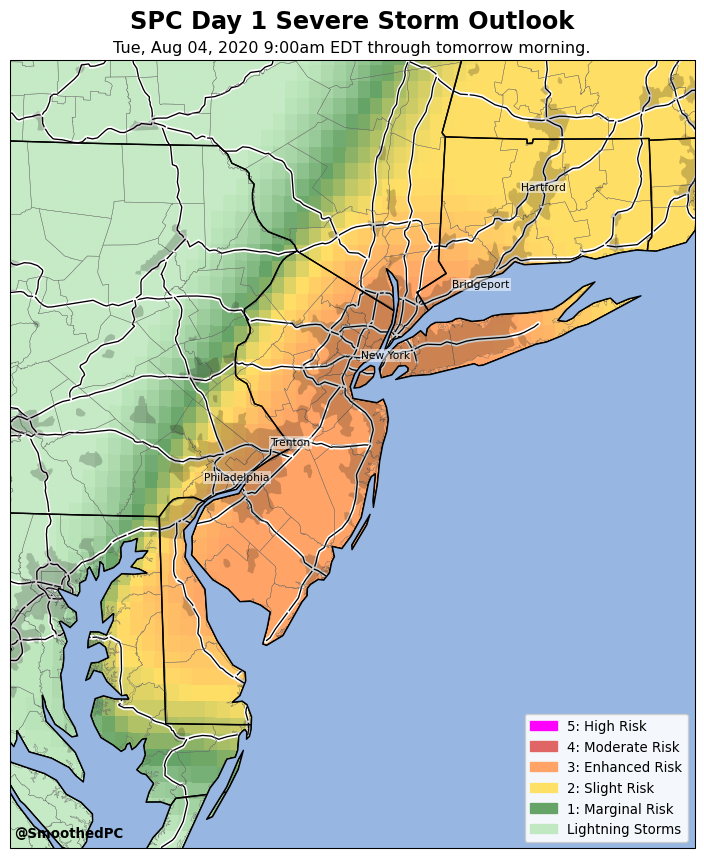 SPC Day 1 Severe Storm Outlook
Tue, Aug 04, 2020 9:00am EDT through tomorrow morning.
Hartford
Bridgeport
New York
Trenton
Philadelphia
5: High Risk
4: Moderate Risk
3: Enhanced Risk
2: Slight Risk
1: Marginal Risk
Lightning Storms
@SmoothedPC